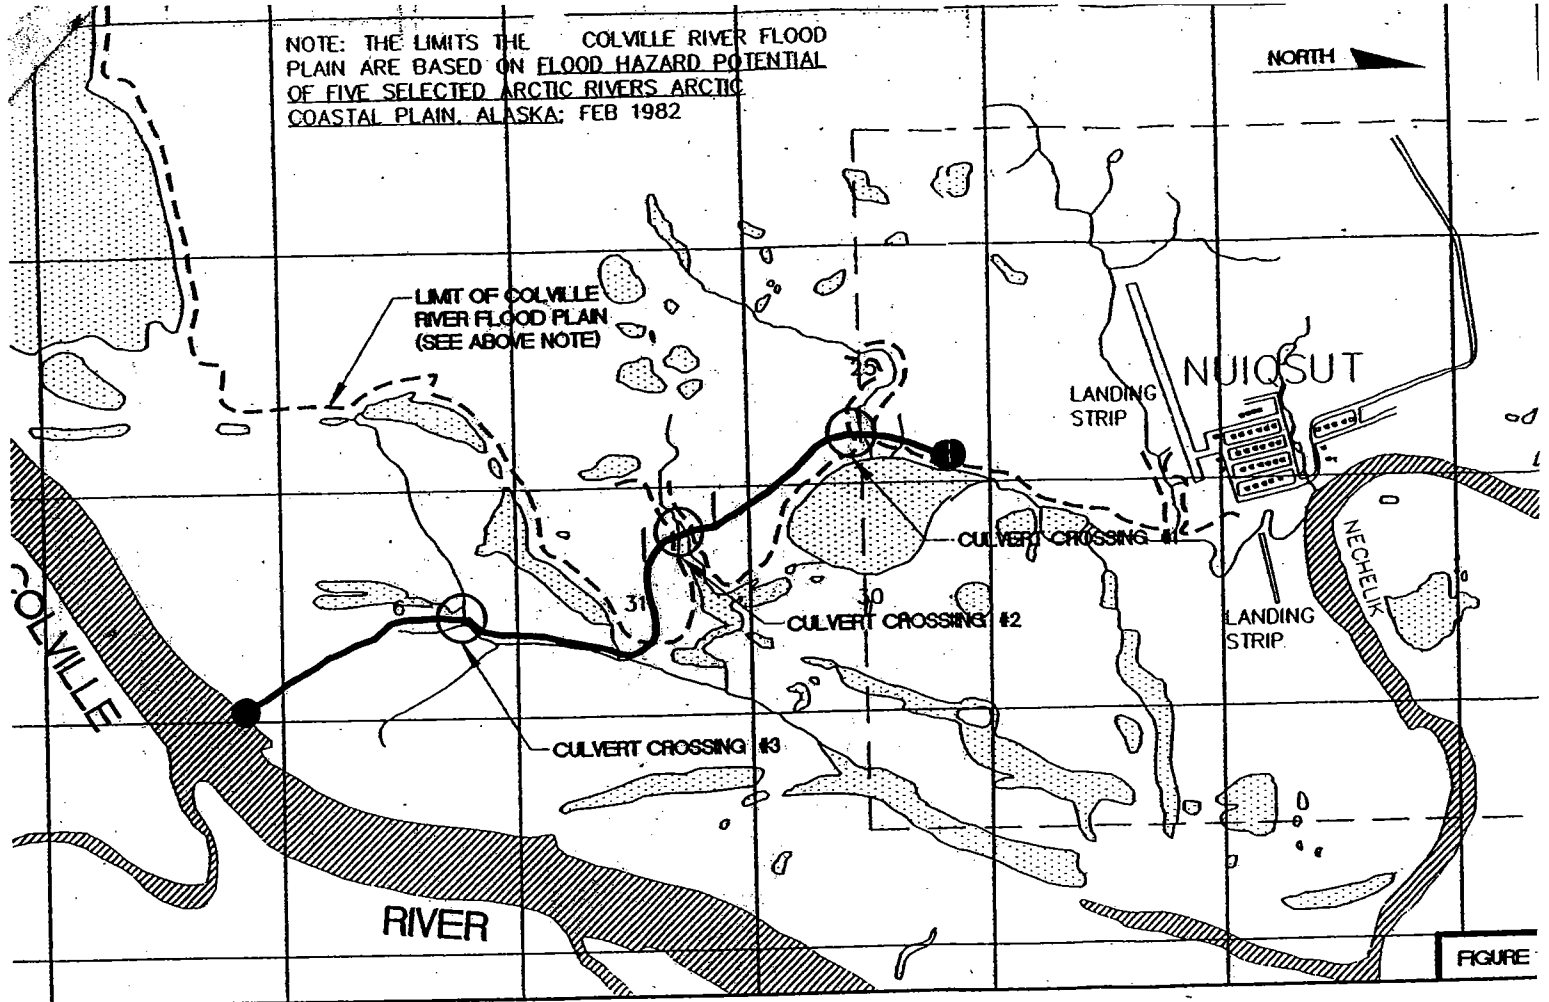 NOTE: THE LIMITS THE COLVILLE RIVER FLOOD
PLAIN ARE BASED ON FLOOD HAZARD POTENTIAL
OF FIVE SELECTED ARCTIC RIVERS ARCTIC
COASTAL PLAIN, ALASKA; FEB 1982
NORTH
LIMIT OF COLVILLE
RIVER FLOOD PLAIN
(SEE ABOVE NOTE)
25
NUIQSUT
LANDING
STRIP
CULVERT CROSSING #1
NECHELIK
30
31
6
CULVERT CROSSING #2
LANDING
STRIP
COLVILLE
CULVERT CROSSING #3
RIVER
FIGURE